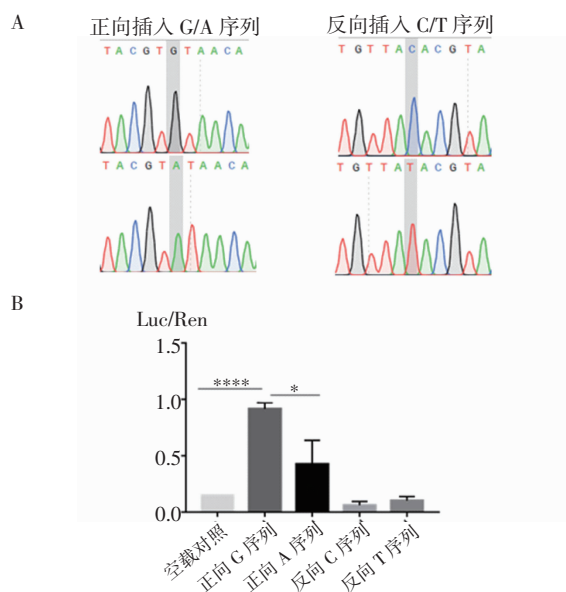 A
正向插入 G/A 序列
反向插入 C/T 序列
T A C G T G T A A C A
T G T T A C A C G T A
T A C G T A T A A C A
T G T T A T A C G T A
B
Luc/Ren
1.5
1.0
0.5
0.0
****
*
空载对照
正向 G 序列
正向 A 序列
反向 C 序列
反向 T 序列